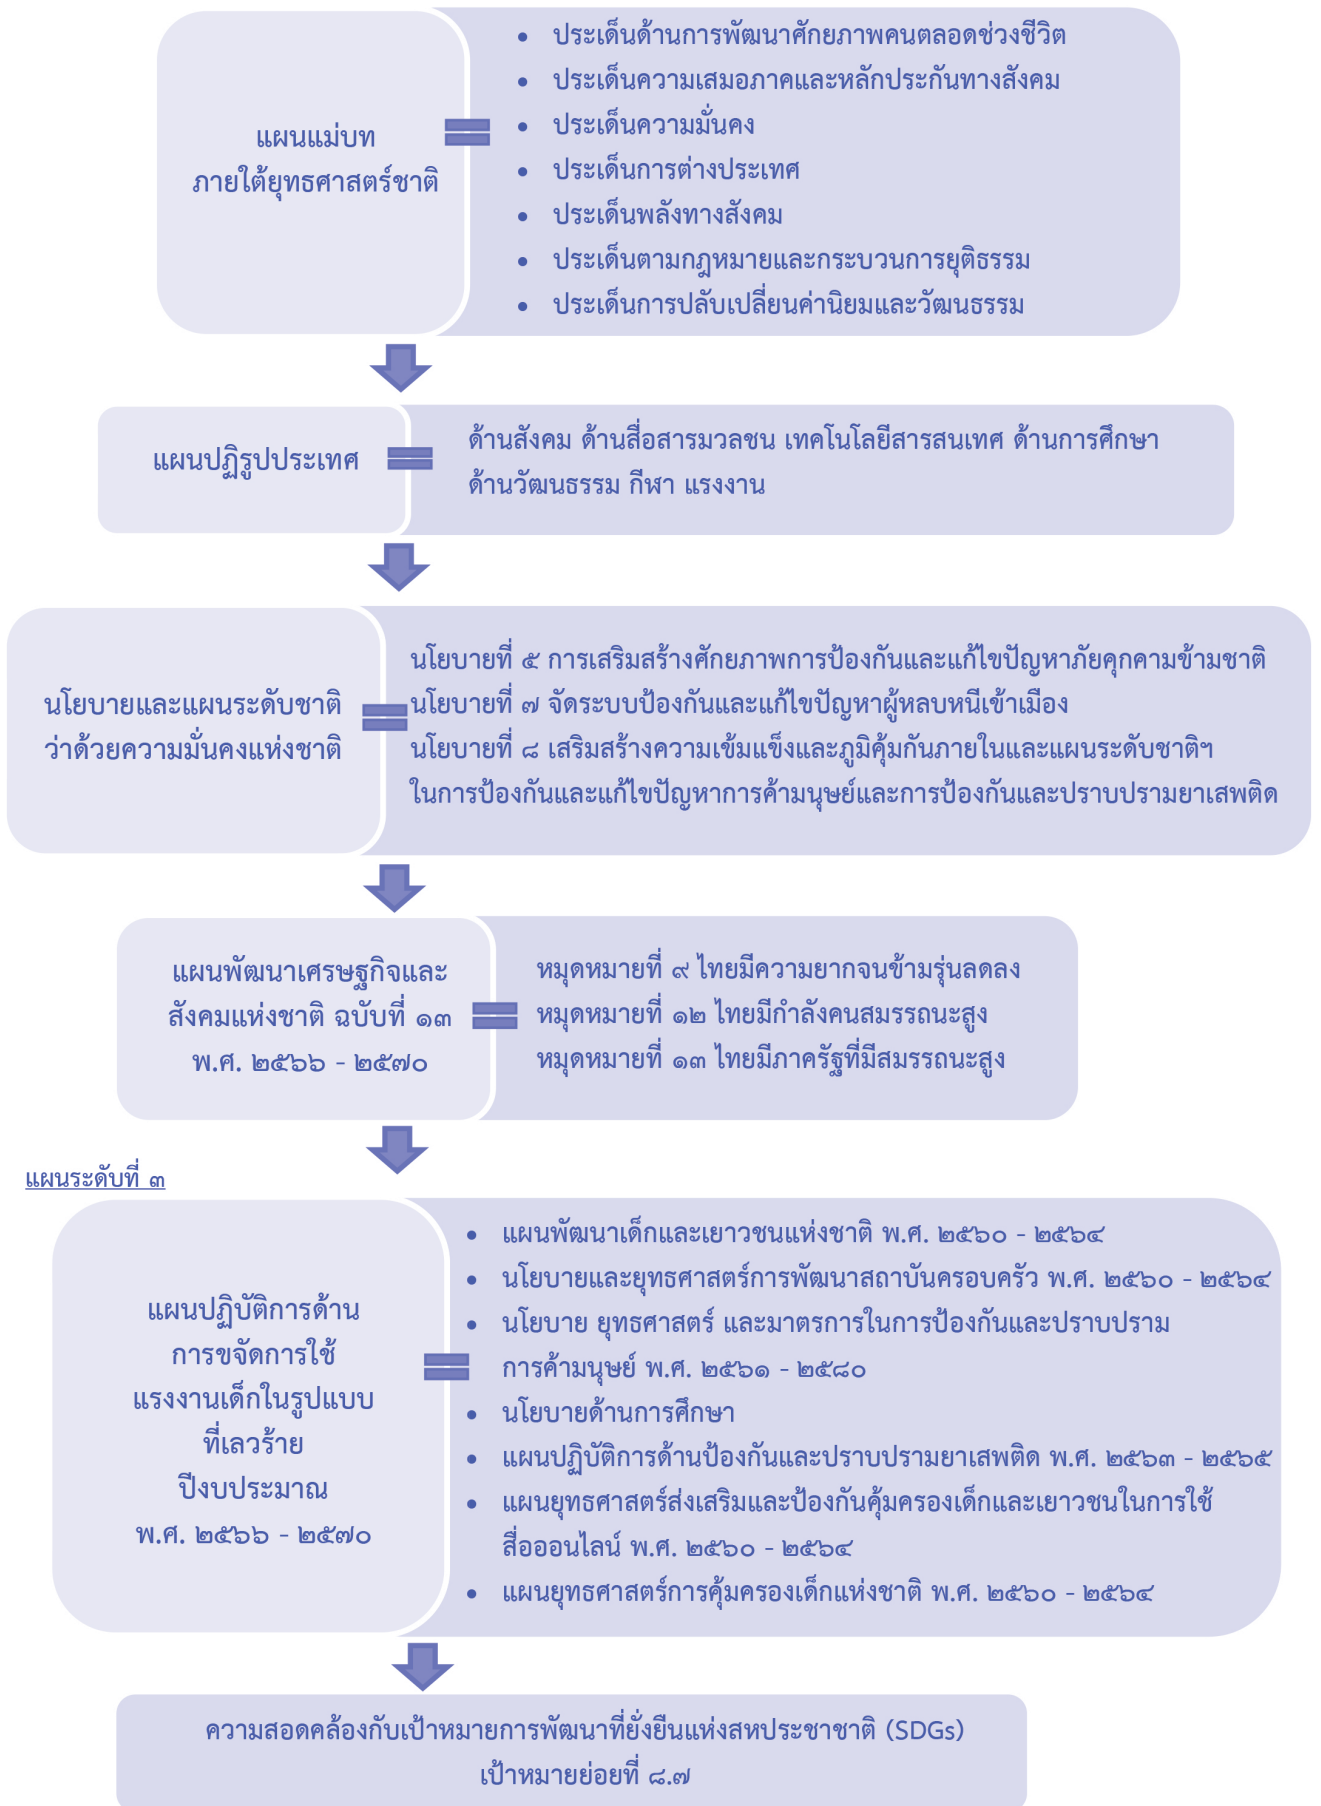 แผนแม่บท
ภายใต้ยุทธศาสตร์ชาติ
• ประเด็นด้านการพัฒนาศักยภาพคนตลอดช่วงชีวิต
• ประเด็นความเสมอภาคและหลักประกันทางสังคม
• ประเด็นความมั่นคง
• ประเด็นการต่างประเทศ
• ประเด็นพลังทางสังคม
• ประเด็นตามกฎหมายและกระบวนการยุติธรรม
• ประเด็นการปลับเปลี่ยนค่านิยมและวัฒนธรรม
แผนปฏิรูปประเทศ
ด้านสังคม ด้านสื่อสารมวลชน เทคโนโลยีสารสนเทศ ด้านการศึกษา
ด้านวัฒนธรรม กีฬา แรงงาน
นโยบายและแผนระดับชาติ
ว่าด้วยความมั่นคงแห่งชาติ
นโยบายที่ ๕ การเสริมสร้างศักยภาพการป้องกันและแก้ไขปัญหาภัยคุกคามข้ามชาติ
นโยบายที่ ๗ จัดระบบป้องกันและแก้ไขปัญหาผู้หลบหนีเข้าเมือง
นโยบายที่ ๘ เสริมสร้างความเข้มแข็งและภูมิคุ้มกันภายในและแผนระดับชาติฯ
ในการป้องกันและแก้ไขปัญหาการค้ามนุษย์และการป้องกันและปราบปรามยาเสพติด
แผนพัฒนาเศรษฐกิจและ
สังคมแห่งชาติ ฉบับที่ ๑๓
พ.ศ. ๒๕๖๖ - ๒๕๗๐
หมุดหมายที่ ๙ ไทยมีความยากจนข้ามรุ่นลดลง
หมุดหมายที่ ๑๒ ไทยมีกำลังคนสมรรถนะสูง
หมุดหมายที่ ๑๓ ไทยมีภาครัฐที่มีสมรรถนะสูง
แผนระดับที่ ๓
แผนปฏิบัติการด้าน
การขจัดการใช้
แรงงานเด็กในรูปแบบ
ที่เลวร้าย
ปีงบประมาณ
พ.ศ. ๒๕๖๖ - ๒๕๗๐
• แผนพัฒนาเด็กและเยาวชนแห่งชาติ พ.ศ. ๒๕๖๐ - ๒๕๖๔
• นโยบายและยุทธศาสตร์การพัฒนาสถาบันครอบครัว พ.ศ. ๒๕๖๐ - ๒๕๖๔
• นโยบาย ยุทธศาสตร์ และมาตรการในการป้องกันและปราบปราม
การค้ามนุษย์ พ.ศ. ๒๕๖๑ - ๒๕๘๐
• นโยบายด้านการศึกษา
• แผนปฏิบัติการด้านป้องกันและปราบปรามยาเสพติด พ.ศ. ๒๕๖๓ - ๒๕๖๕
• แผนยุทธศาสตร์ส่งเสริมและป้องกันคุ้มครองเด็กและเยาวชนในการใช้
สื่อออนไลน์ พ.ศ. ๒๕๖๐ - ๒๕๖๔
• แผนยุทธศาสตร์การคุ้มครองเด็กแห่งชาติ พ.ศ. ๒๕๖๐ - ๒๕๖๔
ความสอดคล้องกับเป้าหมายการพัฒนาที่ยั่งยืนแห่งสหประชาชาติ (SDGs)
เป้าหมายย่อยที่ ๘.๗